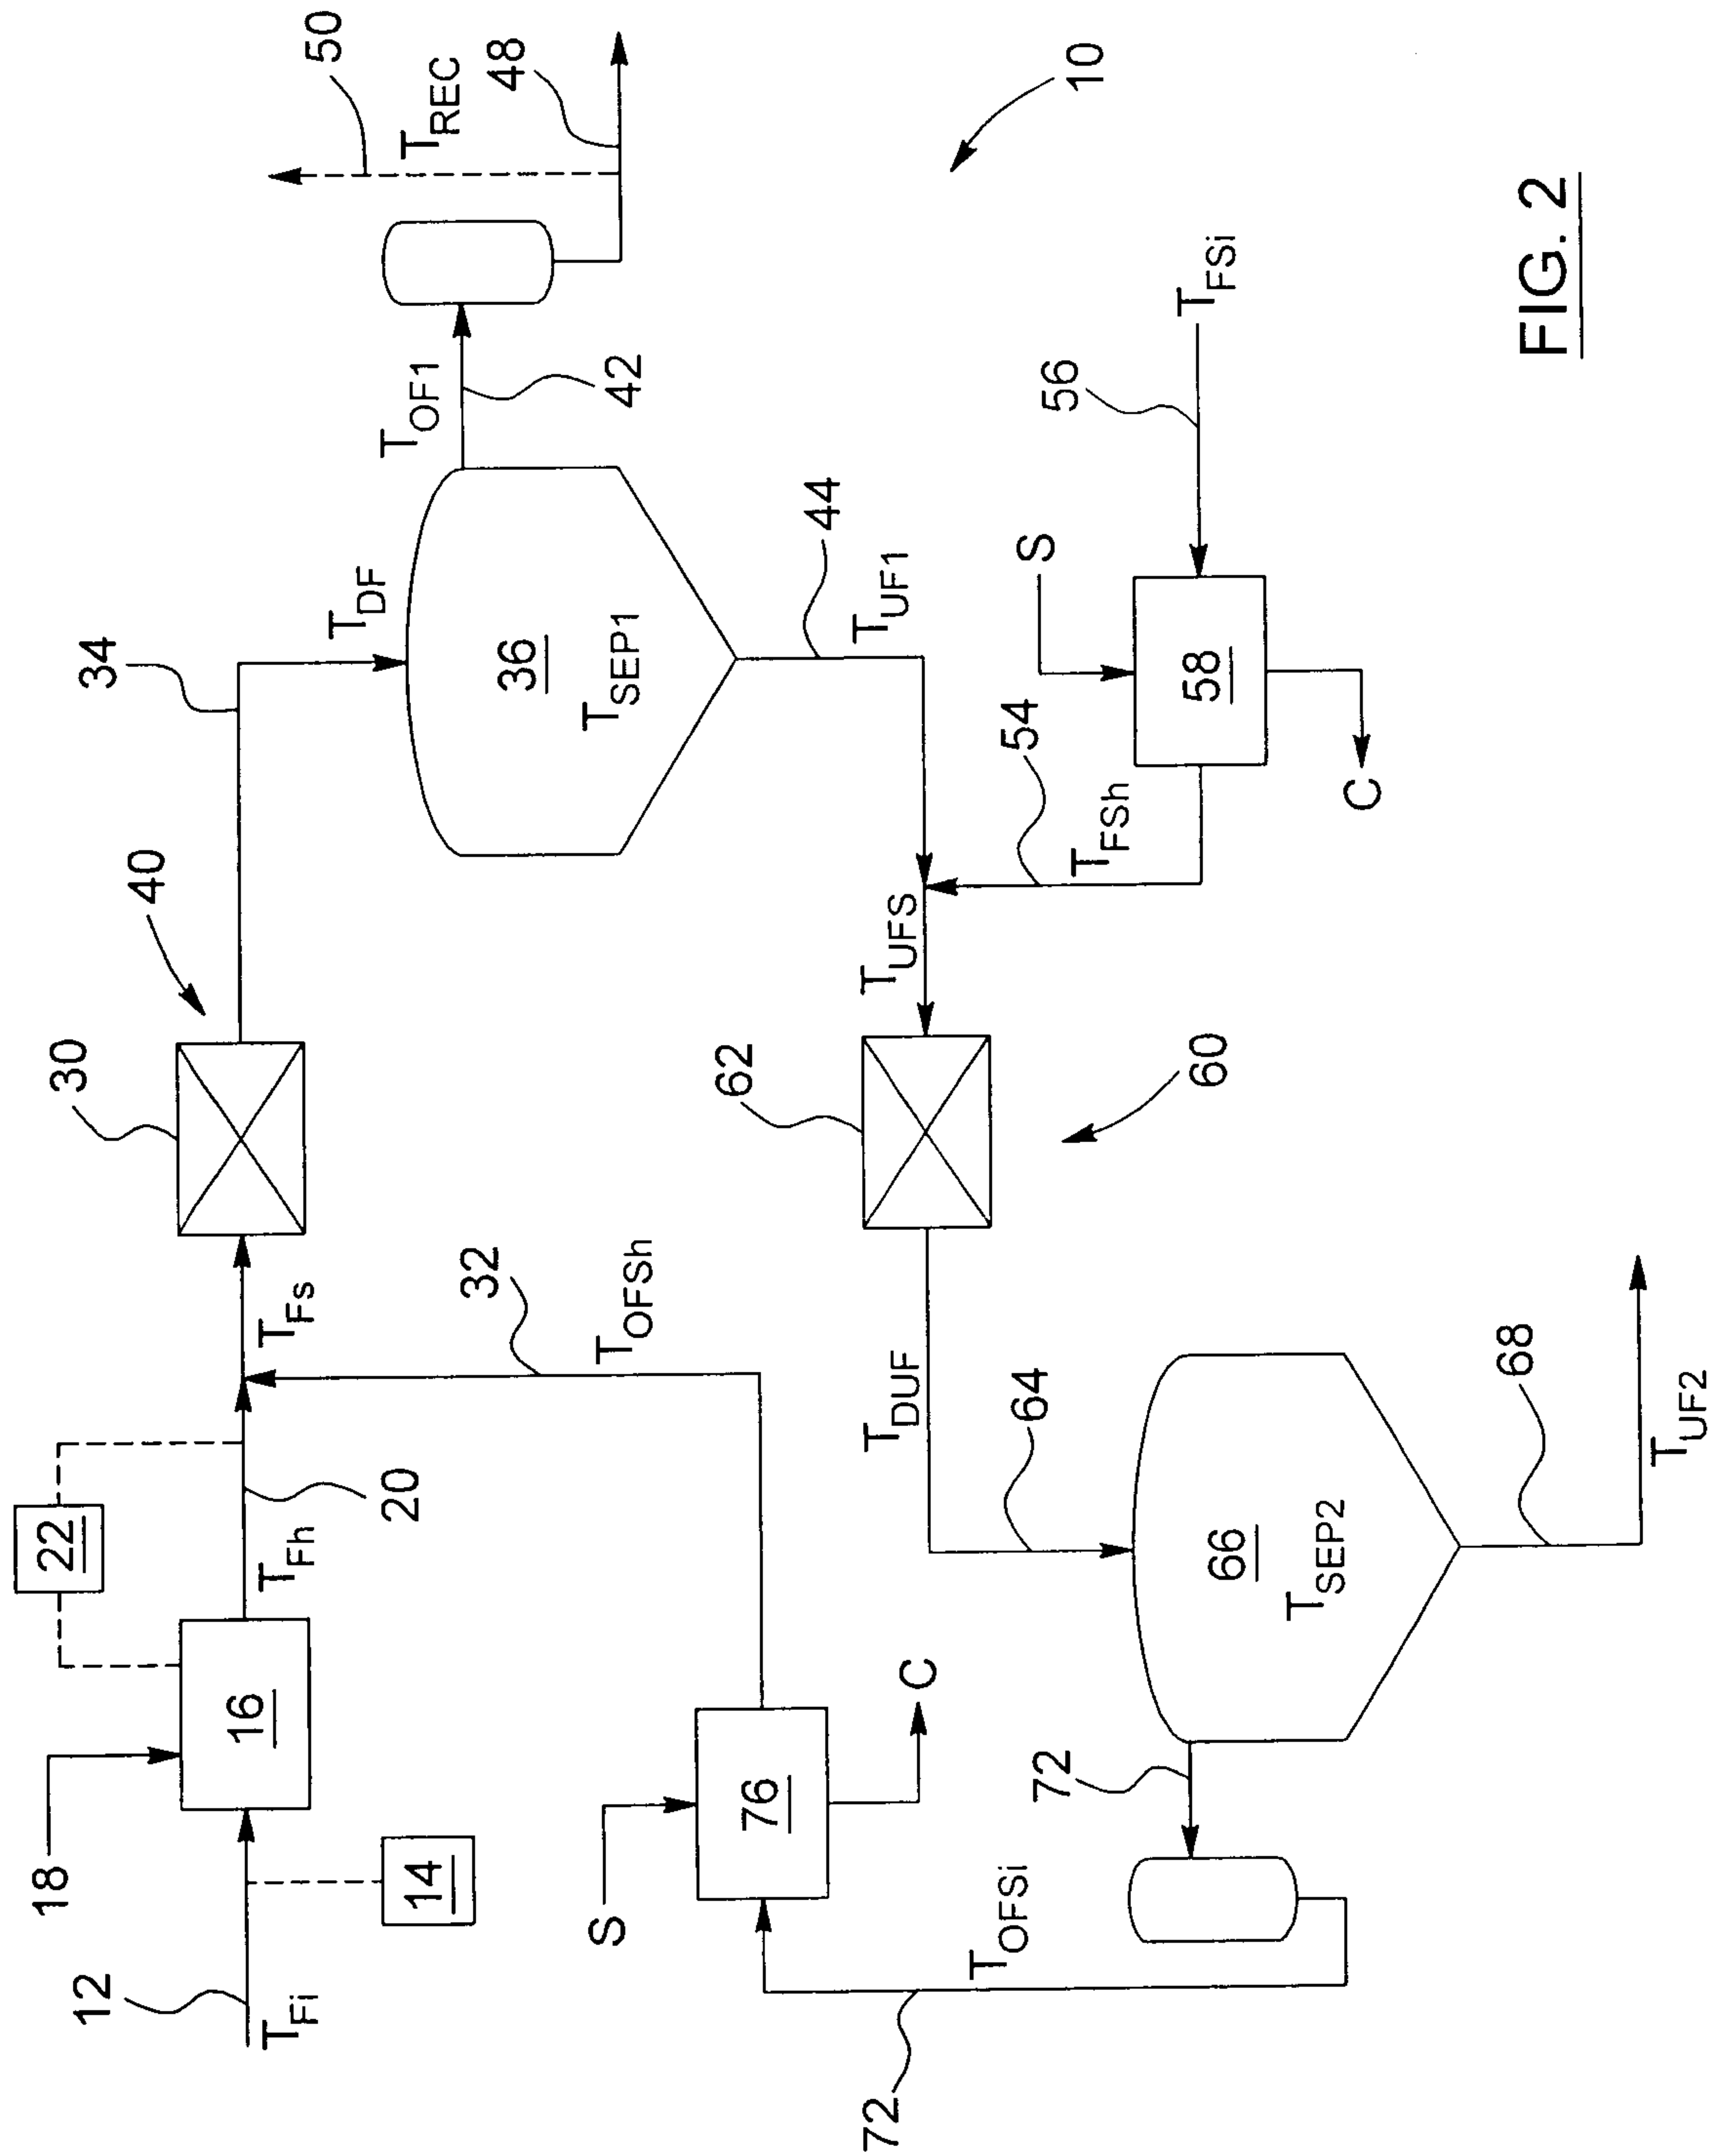 12
T_Fi
14
18
16
22
T_Fh
20
T_Fs
30
40
34
T_DF
36
T_SEP1
T_OF1
42
50
T_REC
48
10
44
T_UF1
T_FSi
56
S
58
C
54
T_FSh
T_UFS
62
60
32
T_OFSh
S
76
C
T_DUF
64
66
T_SEP2
68
T_UF2
72
T_OFSi
72
FIG. 2